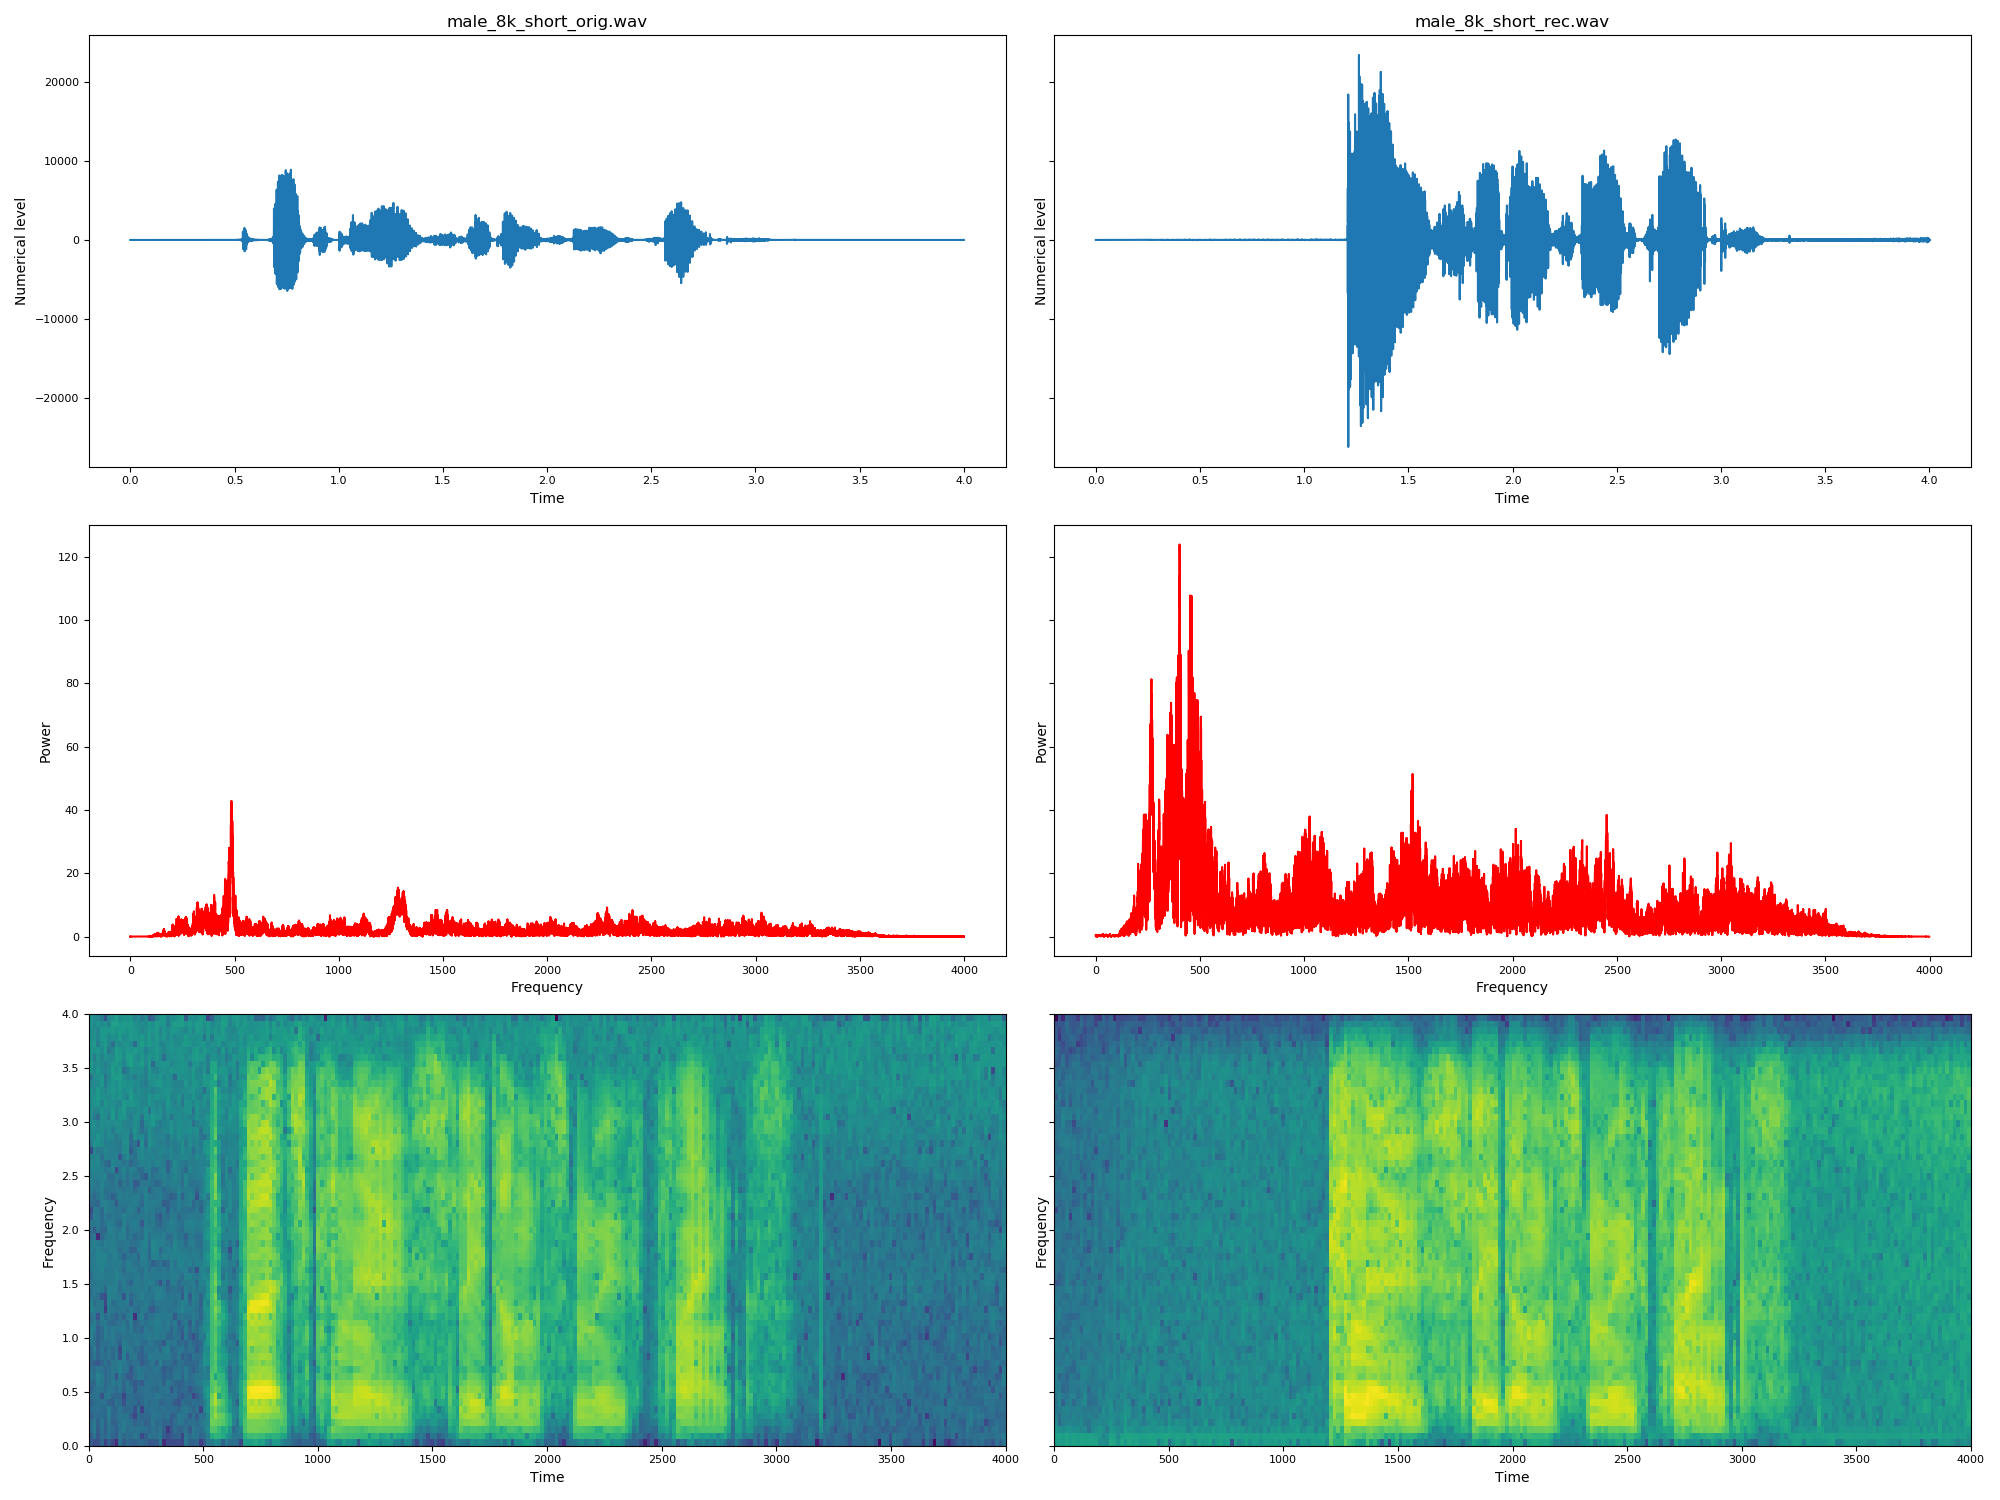 male_8k_short_orig.wav
male_8k_short_rec.wav
Numerical level
20000
10000
0
−10000
−20000
0.0 0.5 1.0 1.5 2.0 2.5 3.0 3.5 4.0
Time
Numerical level
0.0 0.5 1.0 1.5 2.0 2.5 3.0 3.5 4.0
Time
Power
120
100
80
60
40
20
0
0 500 1000 1500 2000 2500 3000 3500 4000
Frequency
Power
0 500 1000 1500 2000 2500 3000 3500 4000
Frequency
Frequency
4.0
3.5
3.0
2.5
2.0
1.5
1.0
0.5
0.0
0 500 1000 1500 2000 2500 3000 3500 4000
Time
Frequency
0 500 1000 1500 2000 2500 3000 3500 4000
Time